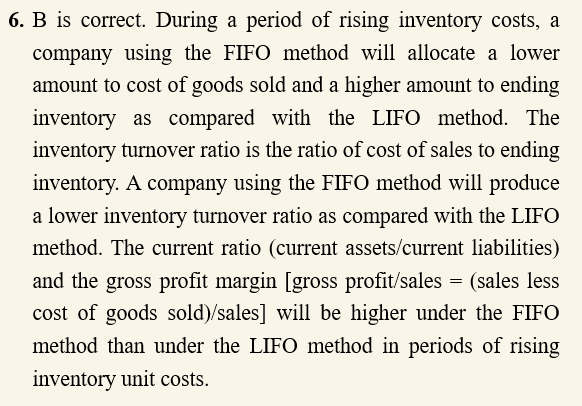 6. B is correct. During a period of rising inventory costs, a
company using the FIFO method will allocate a lower
amount to cost of goods sold and a higher amount to ending
inventory as compared with the LIFO method. The
inventory turnover ratio is the ratio of cost of sales to ending
inventory. A company using the FIFO method will produce
a lower inventory turnover ratio as compared with the LIFO
method. The current ratio (current assets/current liabilities)
and the gross profit margin [gross profit/sales = (sales less
cost of goods sold)/sales] will be higher under the FIFO
method than under the LIFO method in periods of rising
inventory unit costs.